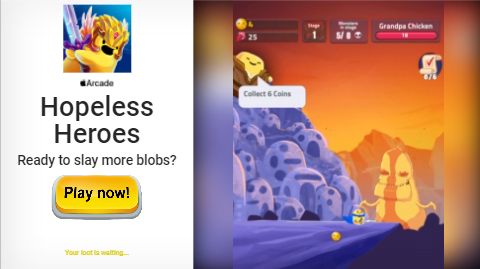 Arcade
Hopeless
Heroes
Ready to slay more blobs?
Play now!
Your loot is waiting...
4
25
Stage
1
Monsters
in stage
5/8
Grandpa Chicken
18
Collect 6 Coins
0/6